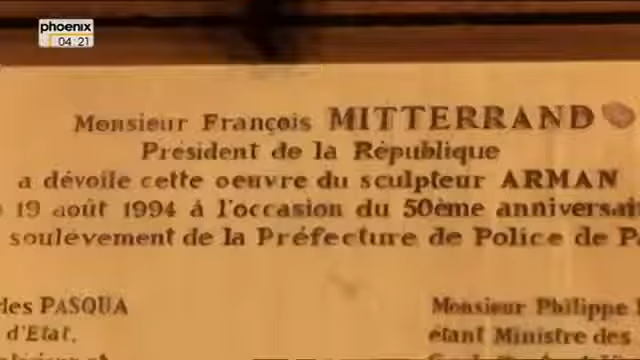 phoenix
04:21
Monsieur François MITTERRAND
Président de la République
a dévoilé cette oeuvre du sculpteur ARMAN
19 août 1994 à l'occasion du 50ème anniversai
soulèvement de la Préfecture de Police de P
les PASQUA
Monsieur Philippe
d'Etat,
étant Ministre des